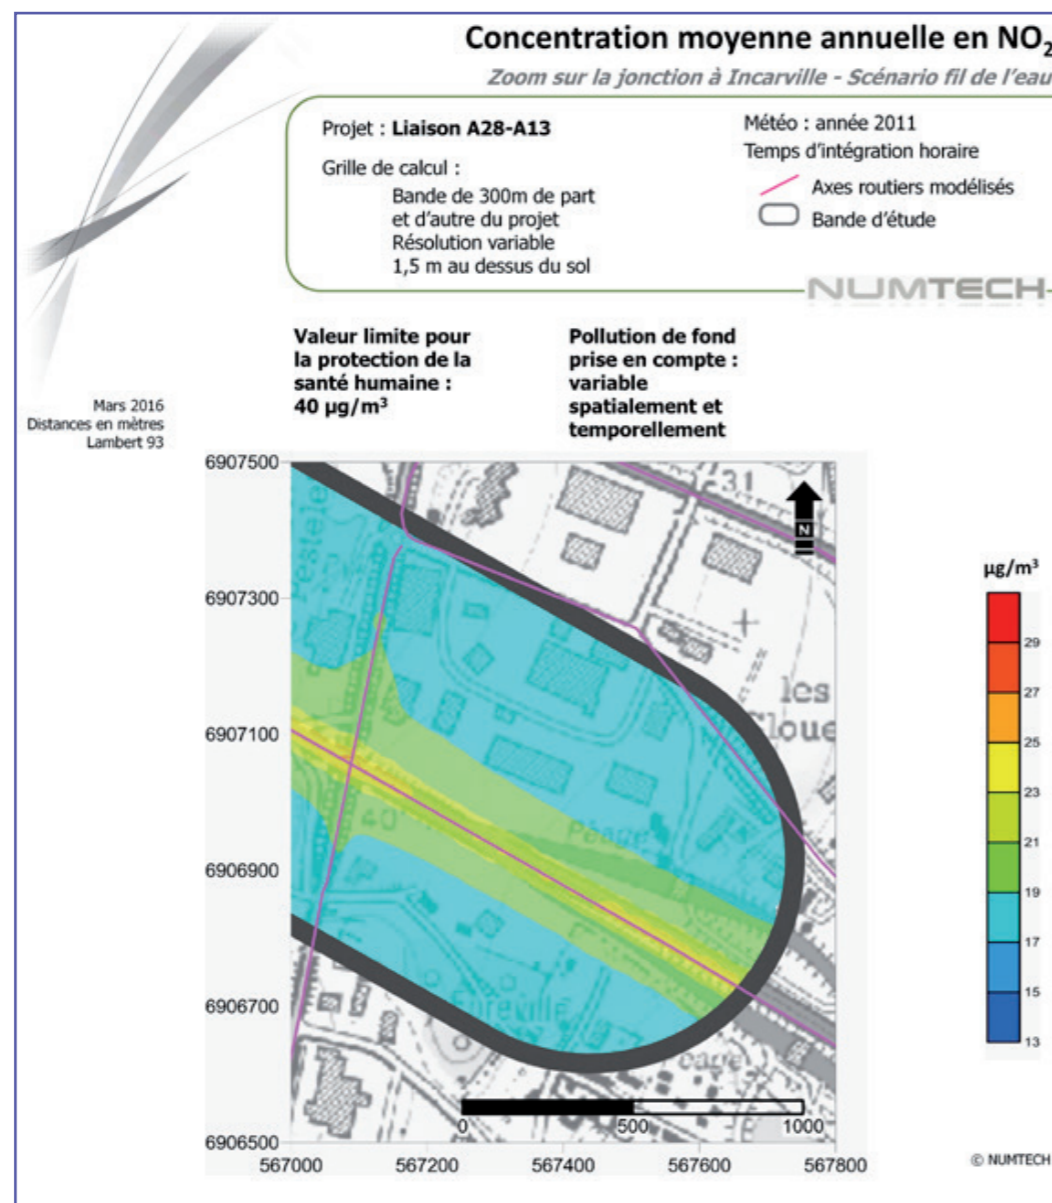 Concentration moyenne annuelle en NO₂
Zoom sur la jonction à Incarville - Scénario fil de l'eau
Projet : Liaison A28-A13
Grille de calcul :
Bande de 300m de part
et d'autre du projet
Résolution variable
1,5 m au dessus du sol
Météo : année 2011
Temps d'intégration horaire
Axes routiers modélisés
Bande d'étude
NUMTECH
Valeur limite pour
la protection de la
santé humaine :
40 µg/m³
Pollution de fond
prise en compte :
variable
spatialement et
temporellement
Mars 2016
Distances en mètres
Lambert 93
6907500
6907300
6907100
6906900
6906700
6906500
567000
567200
567400
567600
567800
31
N
les
40
0
500
1000
µg/m³
29
27
25
23
21
19
17
15
13
© NUMTECH